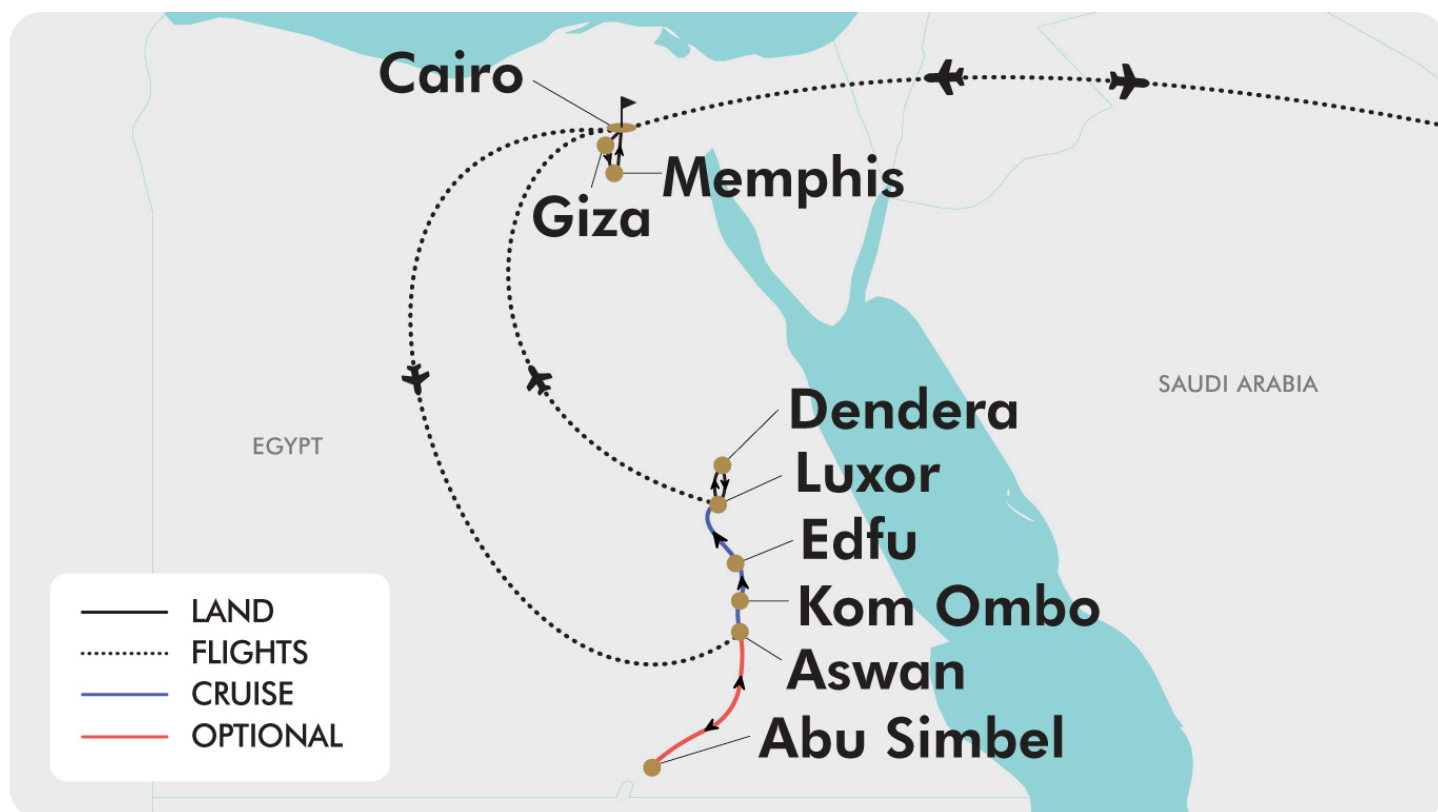 Cairo
Memphis
Giza
SAUDI ARABIA
Dendera
EGYPT
Luxor
Edfu
Kom Ombo
Aswan
Abu Simbel
LAND
FLIGHTS
CRUISE
OPTIONAL